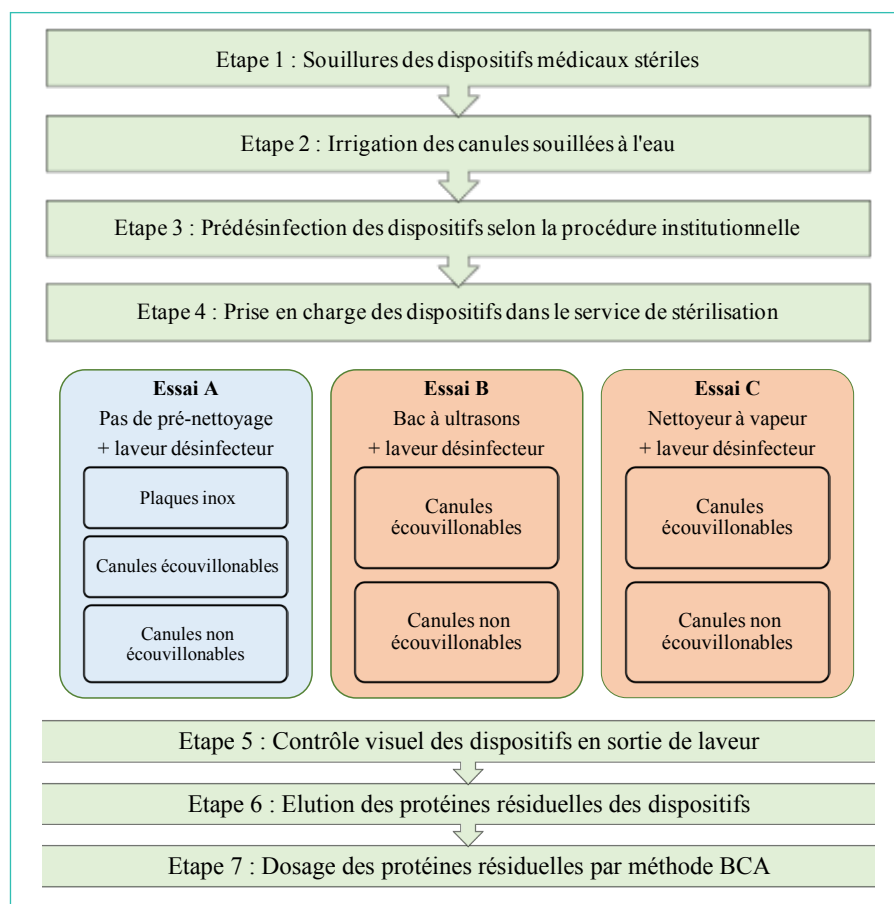 Etape 1 : Souillures des dispositifs médicaux stériles
Etape 2 : Irrigation des canules souillées à l'eau
Etape 3 : Prédésinfection des dispositifs selon la procédure institutionnelle
Etape 4 : Prise en charge des dispositifs dans le service de stérilisation
Essai A
Pas de pré-nettoyage
+ laveur désinfecteur
Plaques inox
Canules écouvillonables
Canules non
écouvillonables
Essai B
Bac à ultrasons
+ laveur désinfecteur
Canules
écouvillonables
Canules non
écouvillonables
Essai C
Nettoyeur à vapeur
+ laveur désinfecteur
Canules
écouvillonables
Canules non
écouvillonables
Etape 5 : Contrôle visuel des dispositifs en sortie de laveur
Etape 6 : Elution des protéines résiduelles des dispositifs
Etape 7 : Dosage des protéines résiduelles par méthode BCA